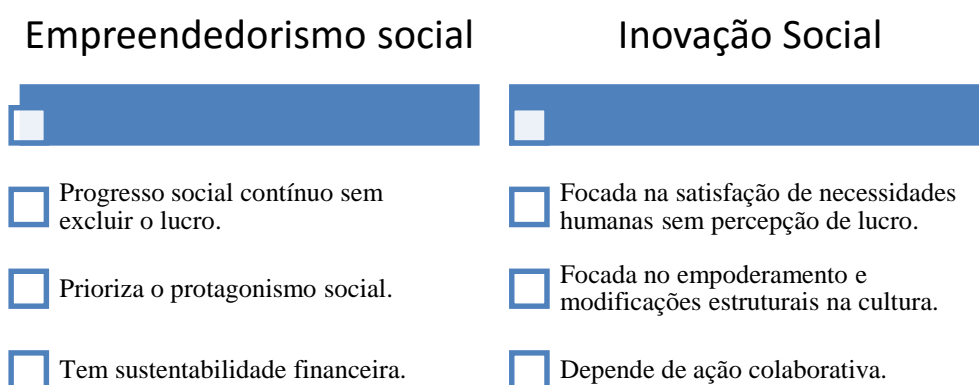 Empreendedorismo social
Progresso social contínuo sem
excluir o lucro.
Prioriza o protagonismo social.
Tem sustentabilidade financeira.
Inovação Social
Focada na satisfação de necessidades
humanas sem percepção de lucro.
Focada no empoderamento e
modificações estruturais na cultura.
Depende de ação colaborativa.